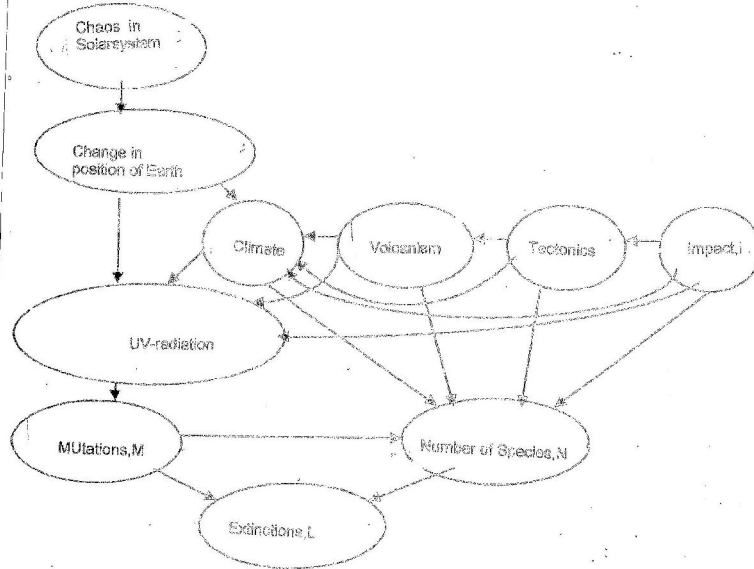 Chaos in
Solarsystem
Change in
position of Earth
Climate
Volcanism
Tectonics
Impact,i
UV-radiation
MUtations,M
Number of Species,N
Extinctions,L